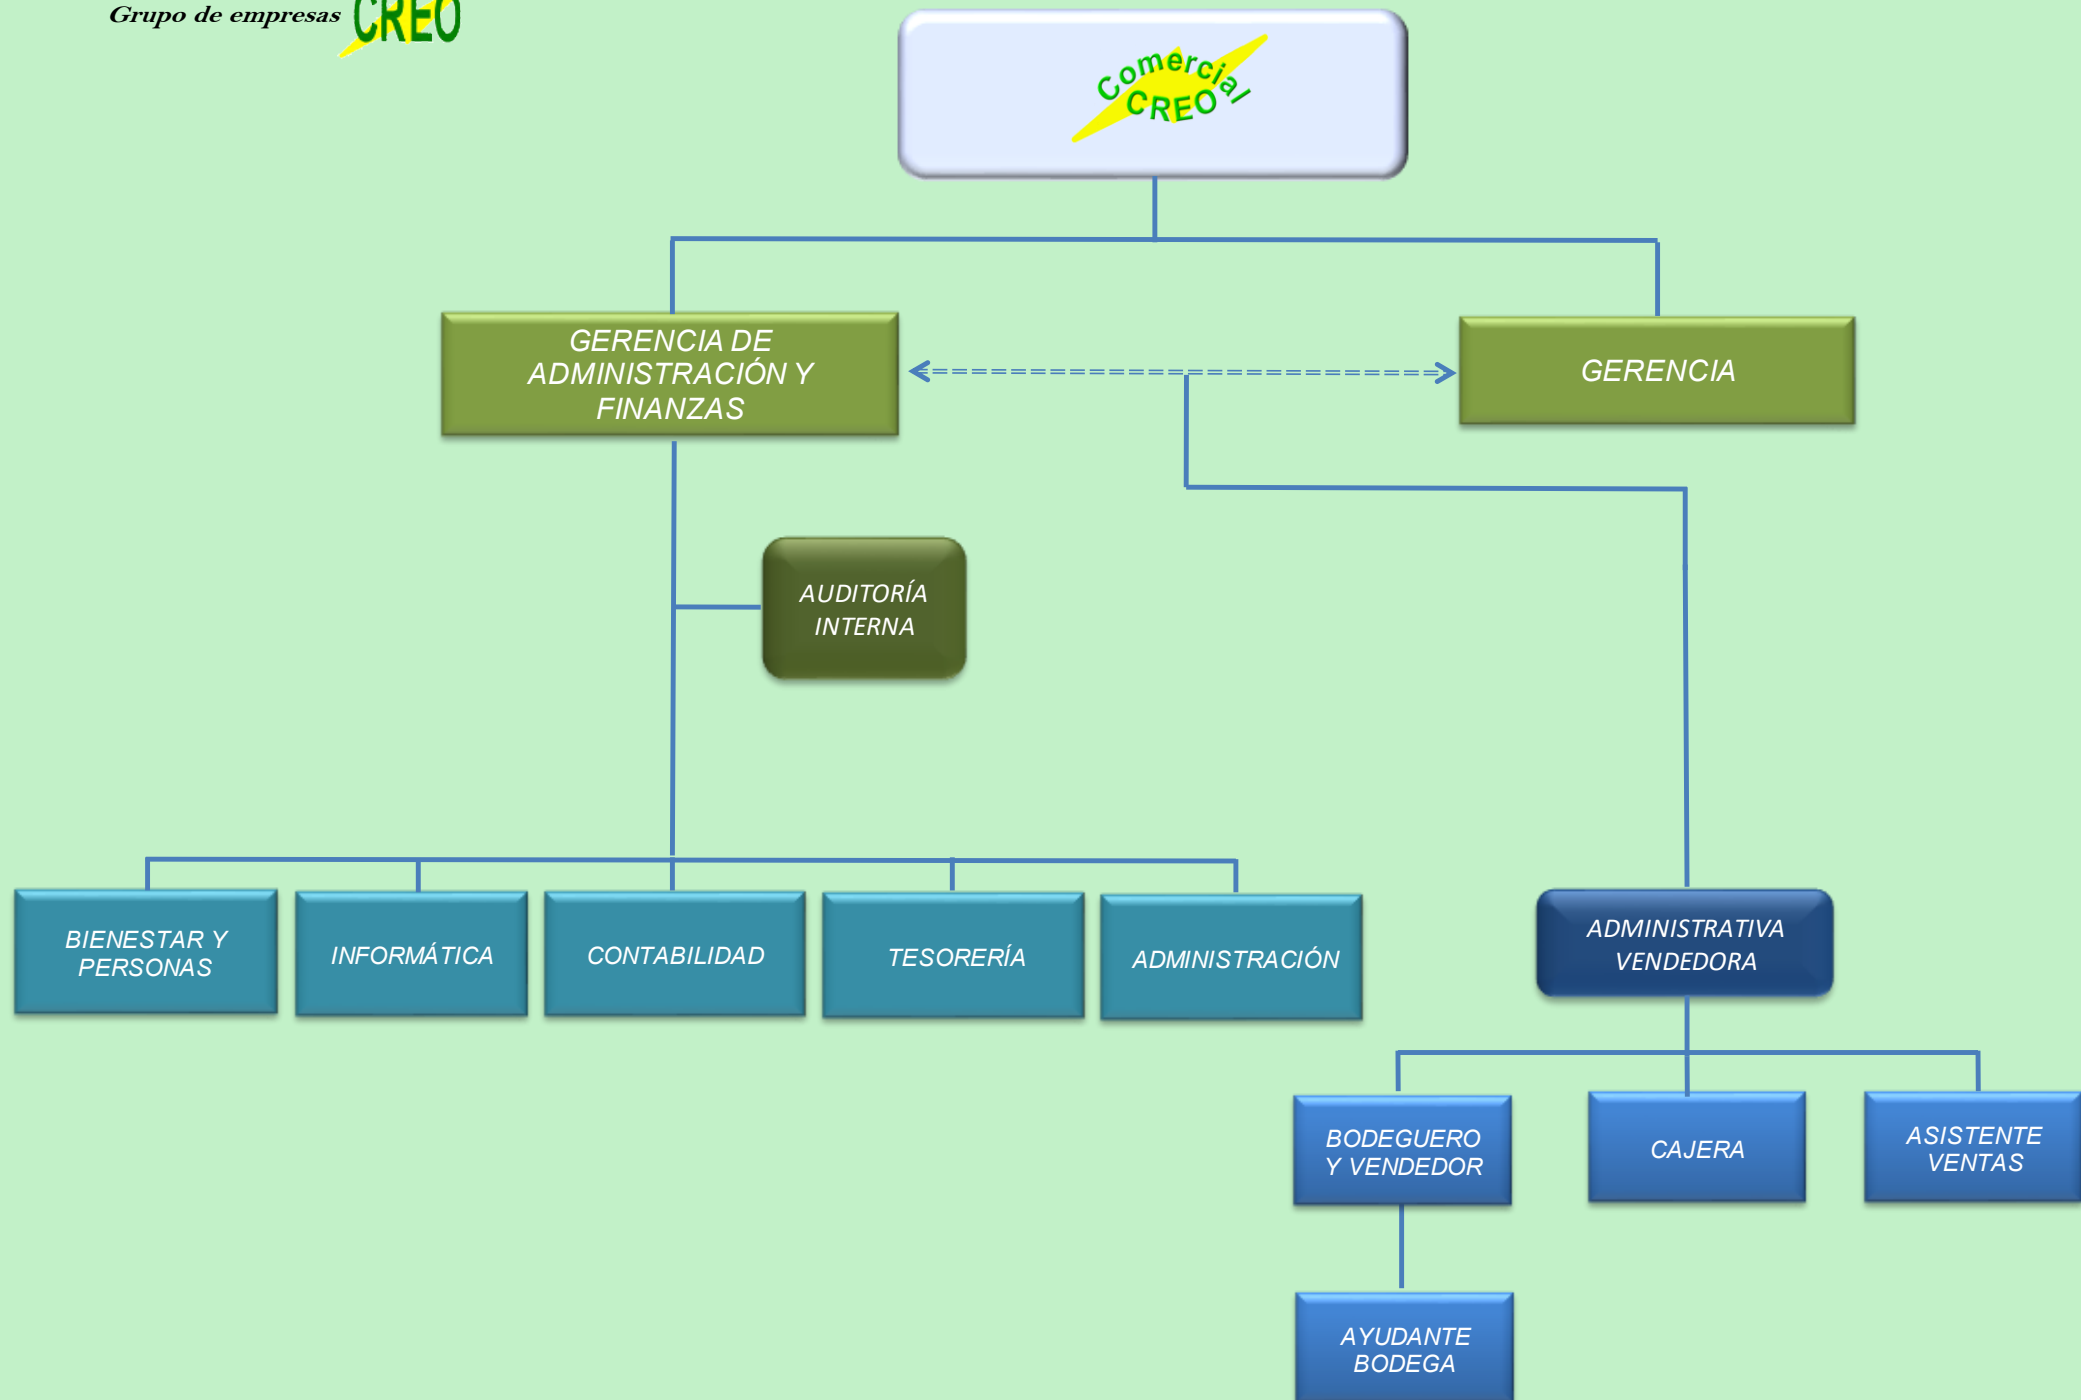 Grupo de empresas CREO
Comercial
CREO
GERENCIA DE
ADMINISTRACIÓN Y
FINANZAS
GERENCIA
AUDITORÍA
INTERNA
BIENESTAR Y
PERSONAS
INFORMÁTICA
CONTABILIDAD
TESORERÍA
ADMINISTRACIÓN
ADMINISTRATIVA
VENDEDORA
BODEGUERO
Y VENDEDOR
CAJERA
ASISTENTE
VENTAS
AYUDANTE
BODEGA